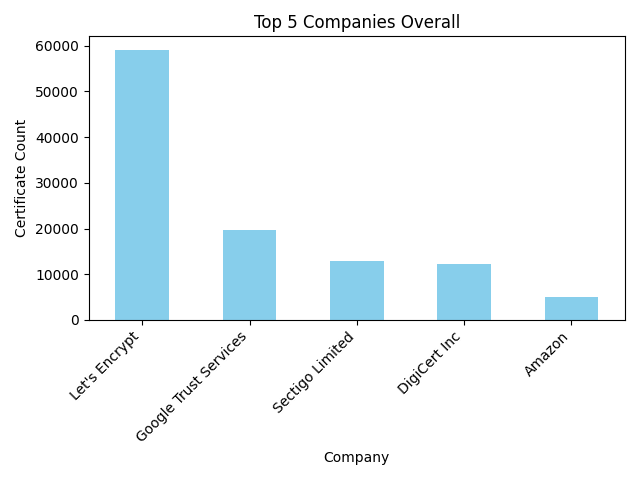 Top 5 Companies Overall
Certificate Count
60000
50000
40000
30000
20000
10000
0
Let's Encrypt
Google Trust Services
Sectigo Limited
DigiCert Inc
Amazon
Company